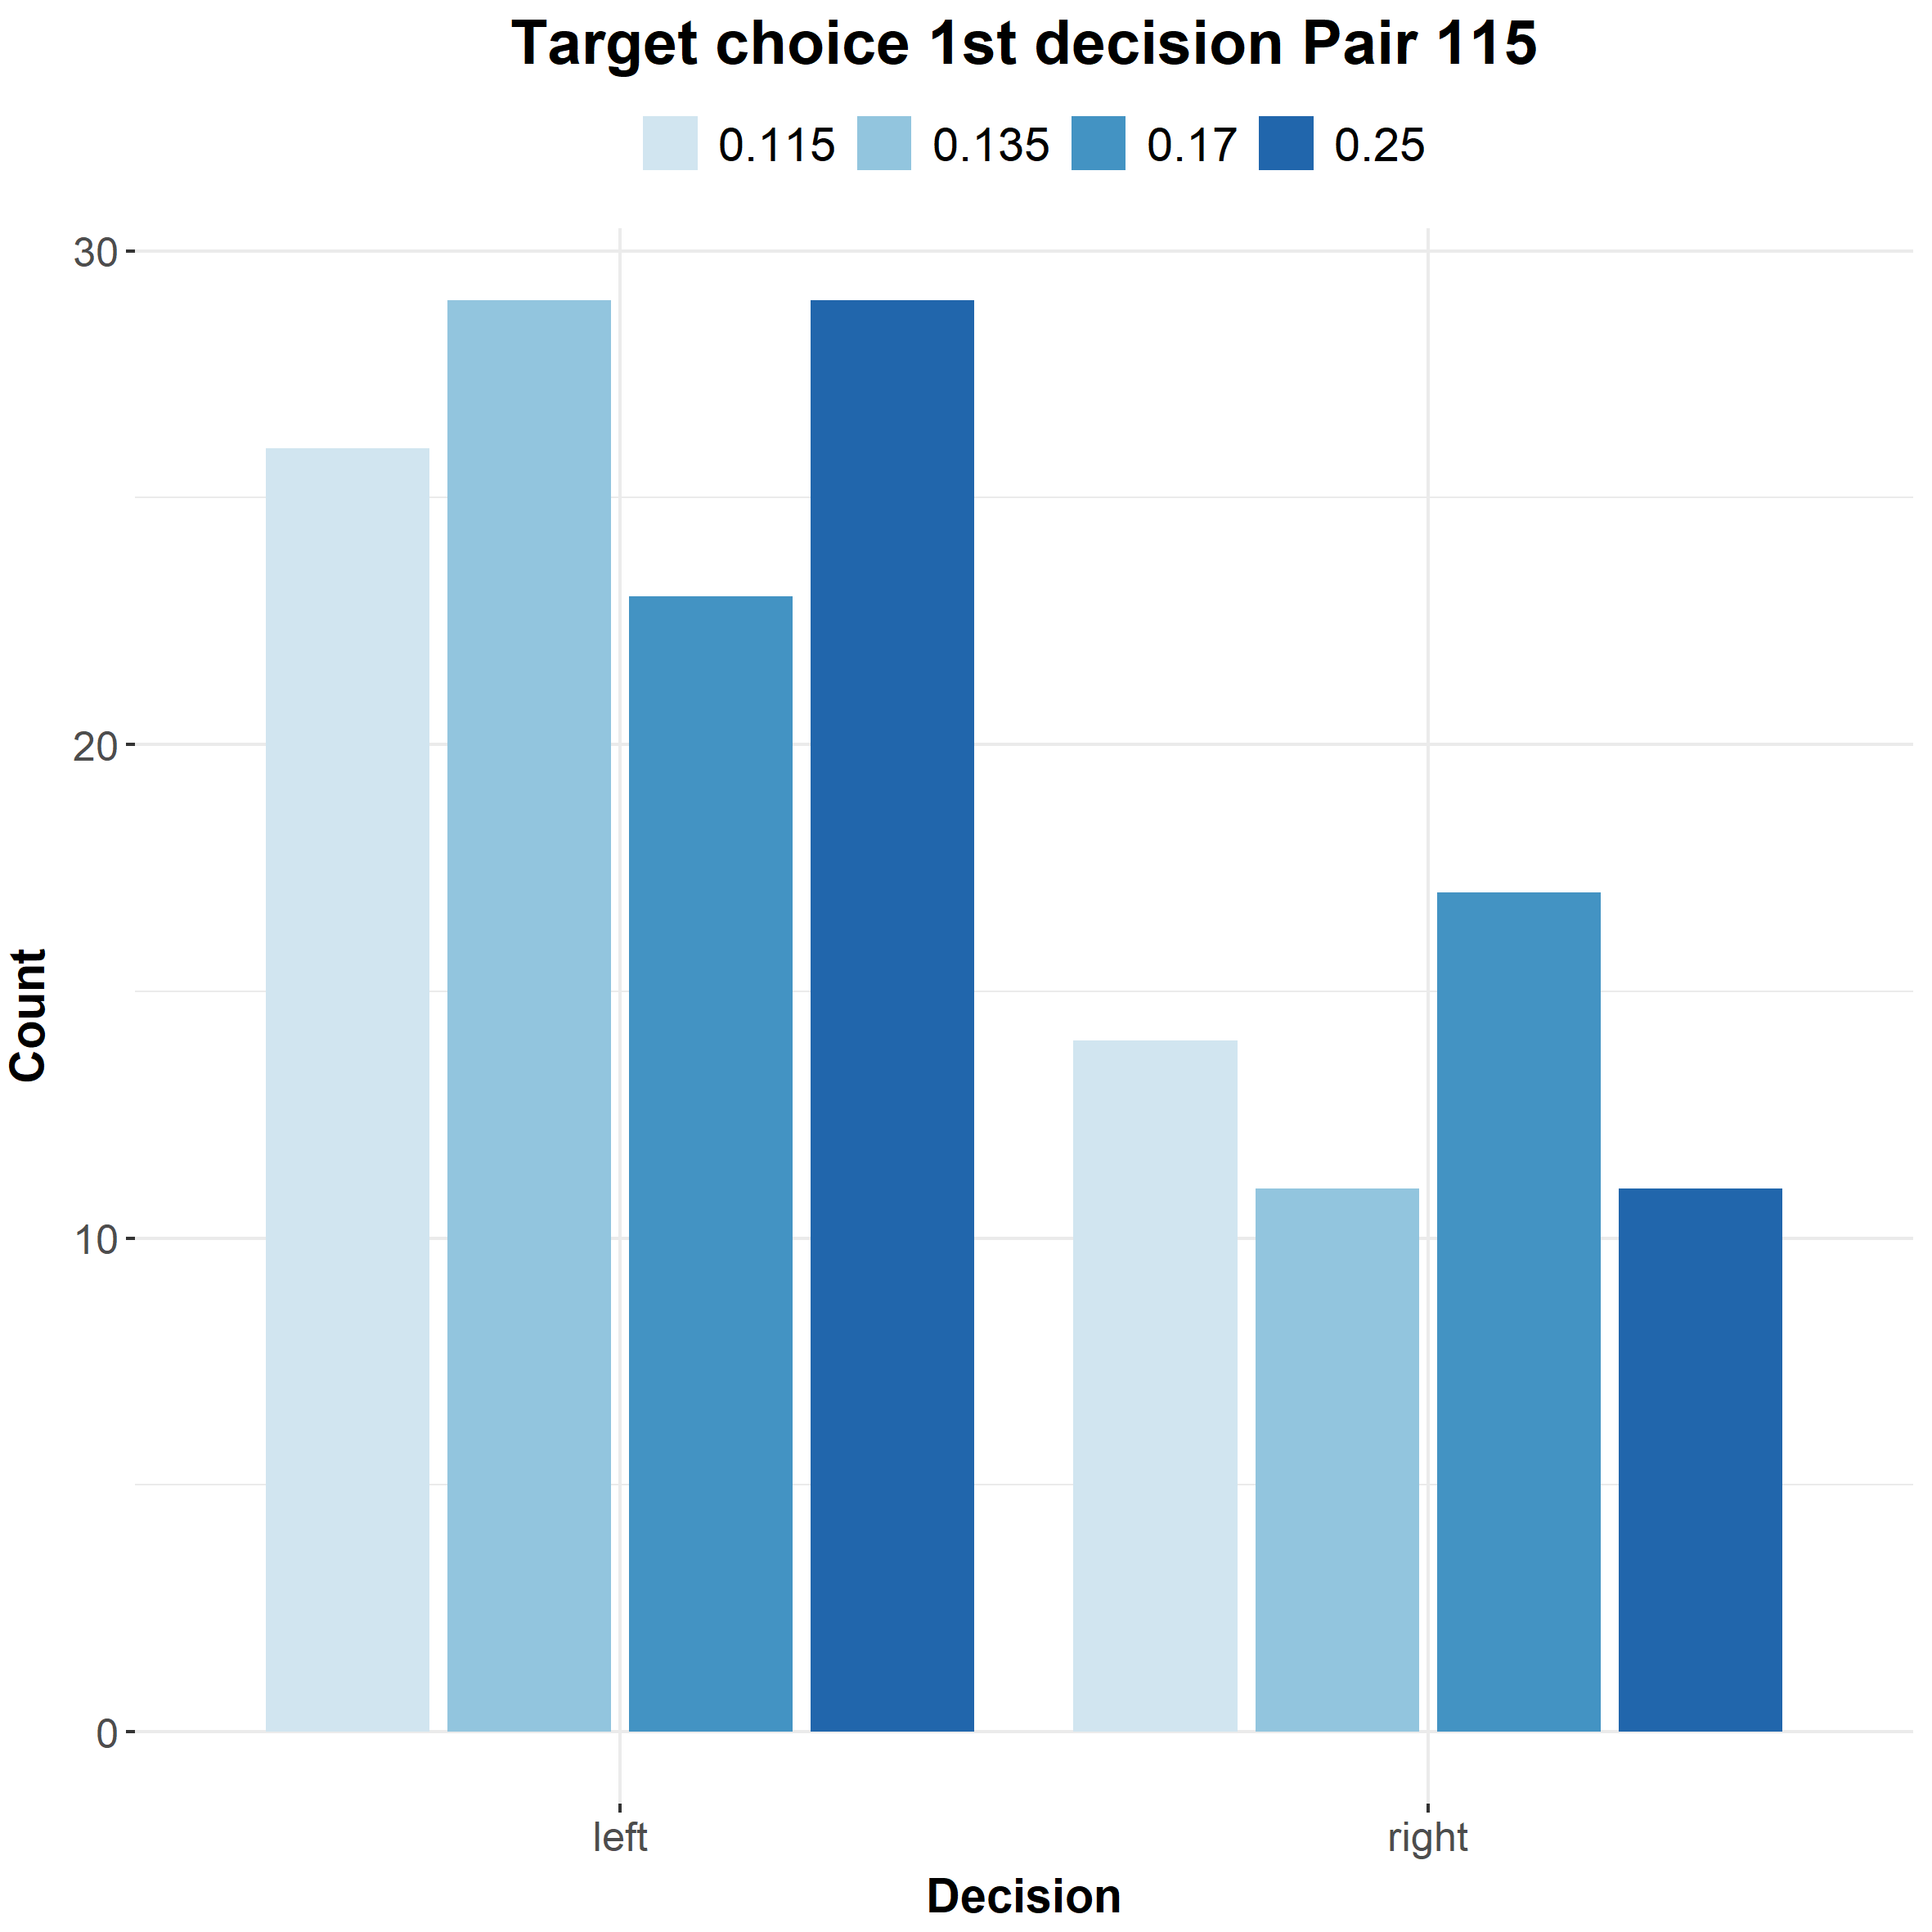 Target choice 1st decision Pair 115
0.115 0.135 0.17 0.25
30
20
10
0
Count
left right
Decision